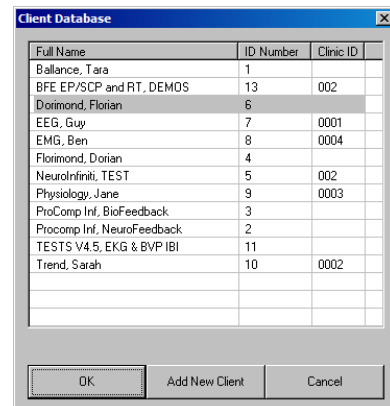 Client Database
Full Name ID Number Clinic ID
Ballance, Tara 1
BFE EP/SCP and RT, DEMOS 13 002
Dorimond, Florian 6
EEG, Guy 7 0001
EMG, Ben 8 0004
Florimond, Dorian 4
NeuroInfiniti, TEST 5 002
Physiology, Jane 9 0003
ProComp Inf, BioFeedback 3
Procomp Inf, NeuroFeedback 2
TESTS V4.5, EKG & BVP IBI 11
Trend, Sarah 10 0002
OK Add New Client Cancel